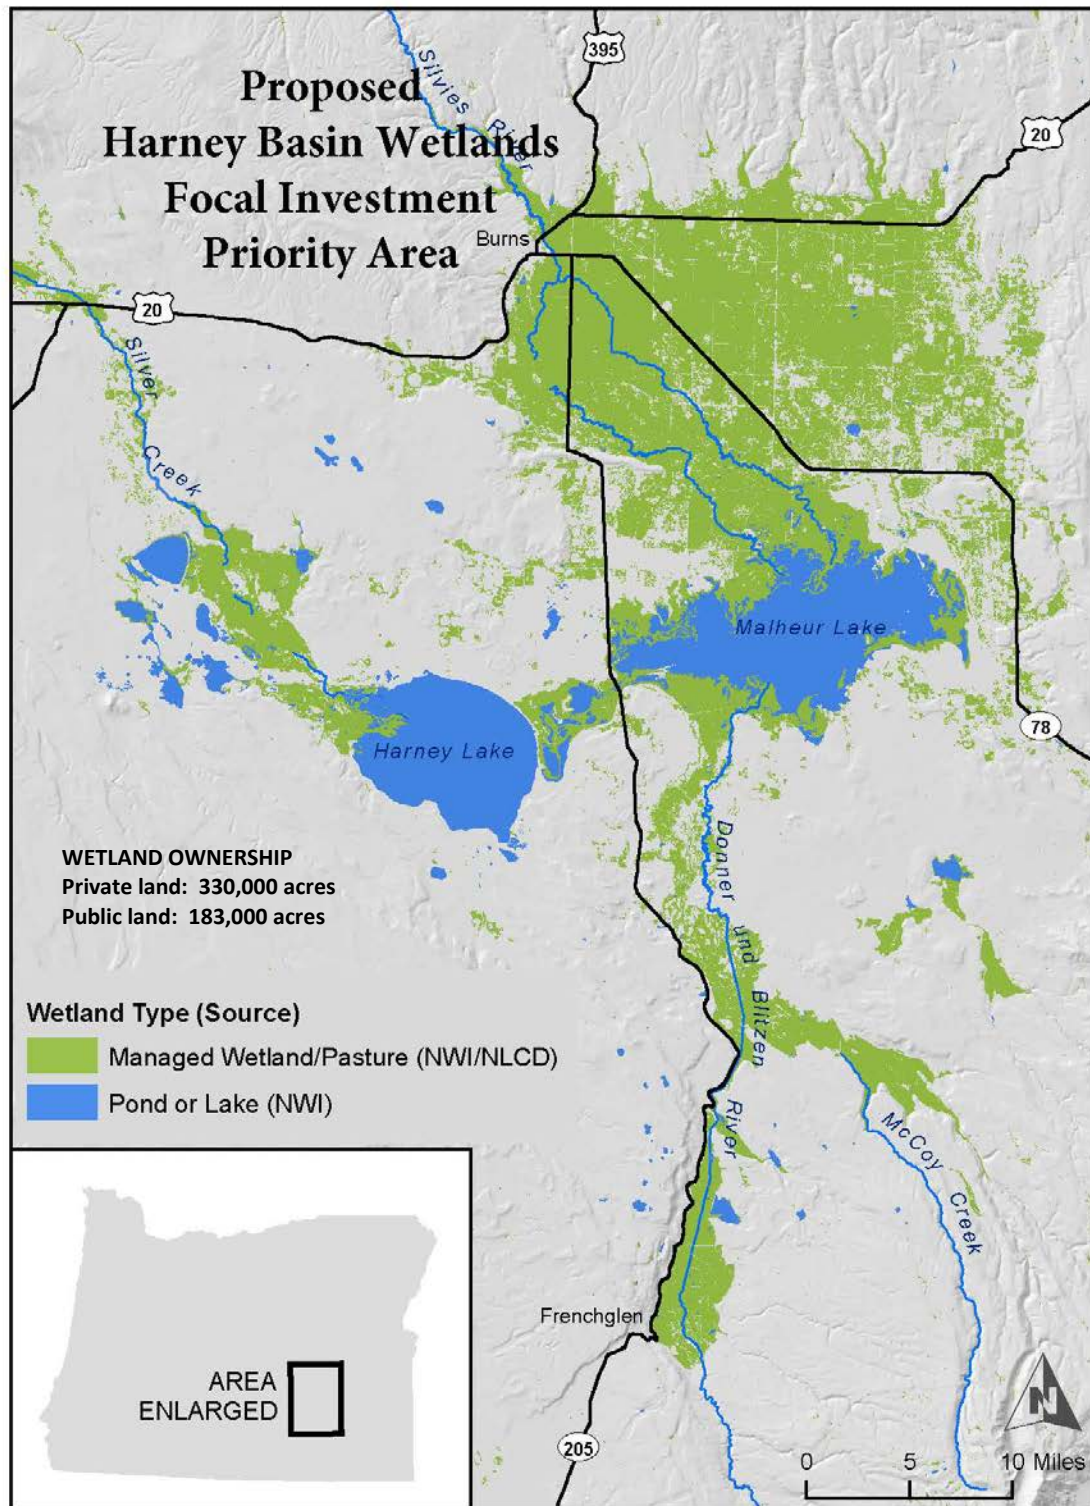 Proposed
Harney Basin Wetlands
Focal Investment
Priority Area
Silvies River
395
20
Burns
20
Silver Creek
Malheur Lake
Harney Lake
78
WETLAND OWNERSHIP
Private land: 330,000 acres
Public land: 183,000 acres
Donner und Blitzen River
Wetland Type (Source)
Managed Wetland/Pasture (NWI/NLCD)
Pond or Lake (NWI)
McCoy Creek
Frenchglen
AREA
ENLARGED
205
N
0 5 10 Miles